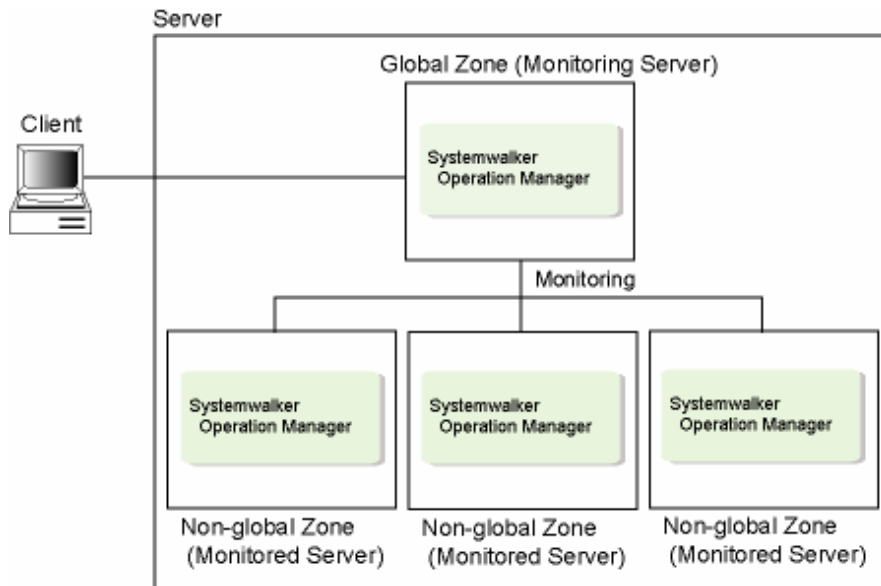 Server
Global Zone (Monitoring Server)
Client
Systemwalker
Operation Manager
Monitoring
Systemwalker
Operation Manager
Systemwalker
Operation Manager
Systemwalker
Operation Manager
Non-global Zone
(Monitored Server)
Non-global Zone
(Monitored Server)
Non-global Zone
(Monitored Server)